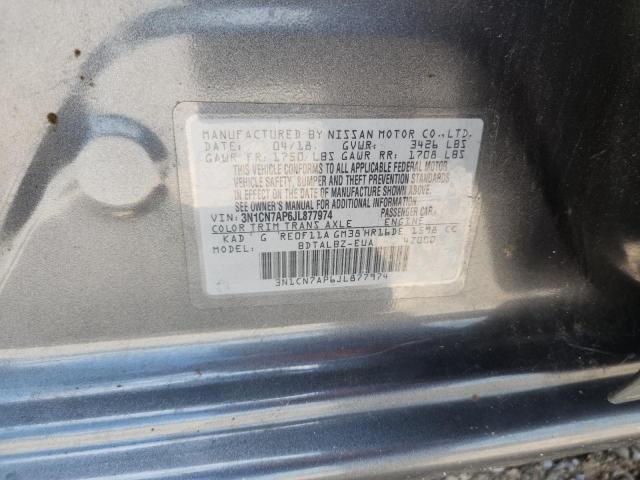 MANUFACTURED BY NISSAN MOTOR CO.,LTD.
DATE: 04/18 GVWR: 3426 LBS
GAWR FR: 1750 LBS GAWR RR: 1708 LBS
THIS VEHICLE CONFORMS TO ALL APPLICABLE FEDERAL MOTOR
VEHICLE SAFETY, BUMPER AND THEFT PREVENTION STANDARDS
IN EFFECT ON THE DATE OF MANUFACTURE SHOWN ABOVE.
SEE OWNER'S MANUAL FOR ADDITIONAL INFORMATION
VIN: 3N1CN7AP6JL877974 PASSENGER CAR
COLOR TRIM TRANS AXLE ENGINE
KAD G RE0F11A GM38 HR16DE 1598 CC
MODEL: BDTALBZ-EUA 42000
3N1CN7AP6JL877974